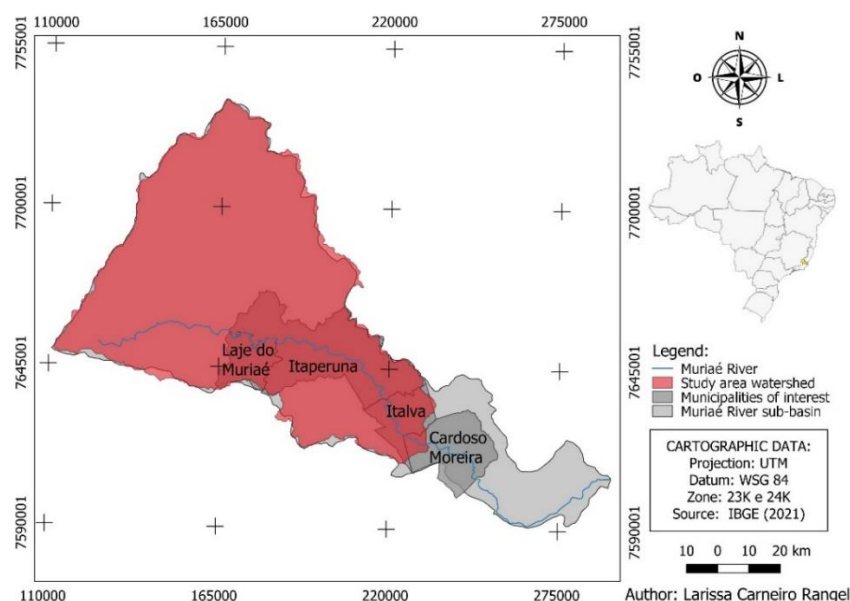 110000 165000 220000 275000
7755001
7700001
7645001
7590001
7755001
7700001
7645001
7590001
Laje do
Muriaé
Itaperuna
Italva
Cardoso
Moreira
110000 165000 220000 275000
N
O L
S
Legend:
Muriaé River
Study area watershed
Municipalities of interest
Muriaé River sub-basin
CARTOGRAPHIC DATA:
Projection: UTM
Datum: WSG 84
Zone: 23K e 24K
Source: IBGE (2021)
10 0 10 20 km
Author: Larissa Carneiro Rangel